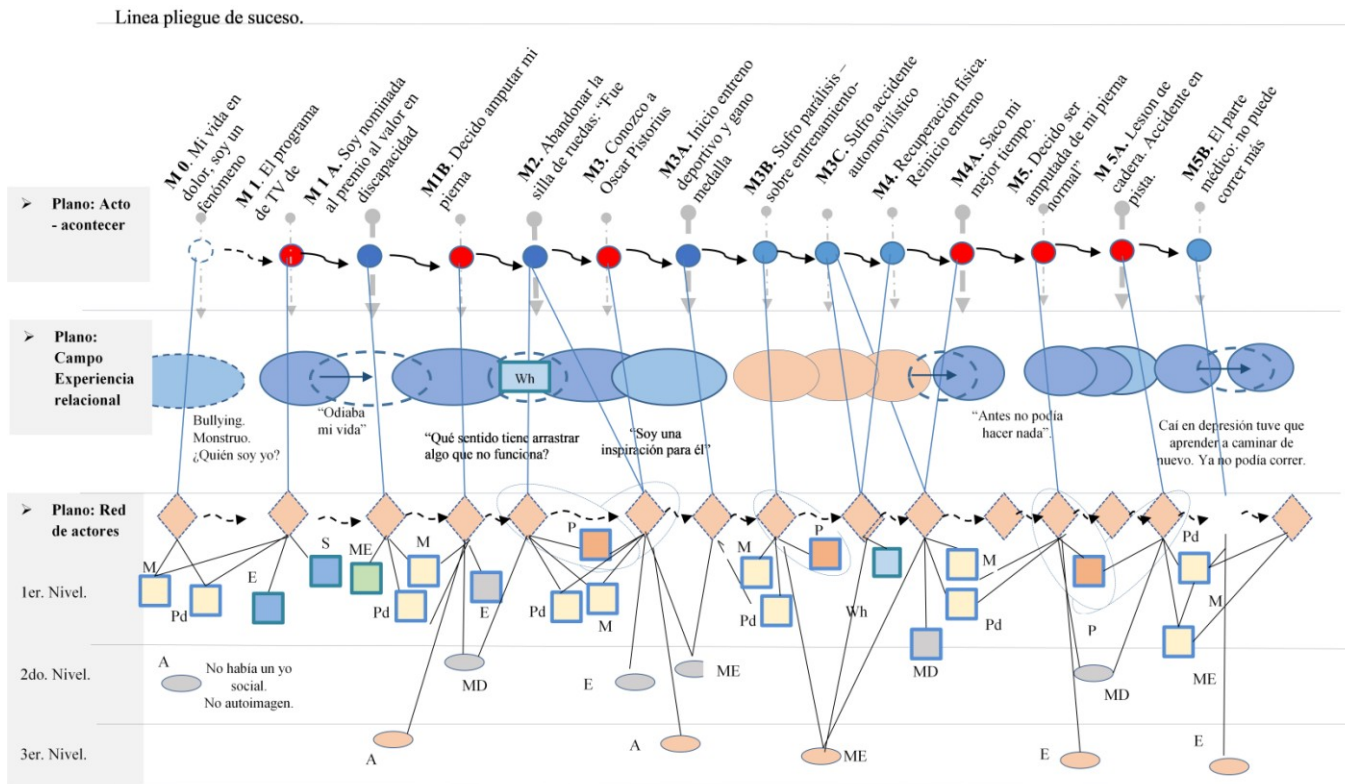 Linea pliegue de suceso.
M 0. Mi vida en
dolor, soy un
fenómeno
M 1. El programa
de TV de
M 1 A. Soy nominada
al premio al valor en
discapacidad
M1B. Decido amputar mi
pierna
M2. Abandonar la
silla de ruedas: “Fue
M3. Conozco a
Oscar Pistorius
M3A. Inicio entreno
deportivo y gano
medalla
M3B. Sufro parálisis –
sobre entrenamiento-
M3C. Sufro accidente
automovilístico
M4. Recuperación física.
Reinicio entreno
M4A. Saco mi
mejor tiempo.
M5. Decido ser
amputada de mi pierna
normal”
M 5A. Lesion de
cadera. Accidente en
pista.
M5B. El parte
médico: no puede
correr más
➢ Plano: Acto
- acontecer
➢ Plano:
Campo
Experiencia
relacional
Wh
Bullying.
Monstruo.
¿Quién soy yo?
“Odiaba
mi vida”
“Qué sentido tiene arrastrar
algo que no funciona?
“Soy una
inspiración para él”
“Antes no podía
hacer nada”.
Caí en depresión tuve que
aprender a caminar de
nuevo. Ya no podía correr.
➢ Plano: Red
de actores
1er. Nivel.
M
Pd
E
S
ME
Pd
M
E
P
Pd
M
M
Pd
P
Wh
MD
M
Pd
P
Pd
M
2do. Nivel.
A
No había un yo
social.
No autoimagen.
MD
E
ME
MD
ME
3er. Nivel.
A
A
ME
E
E